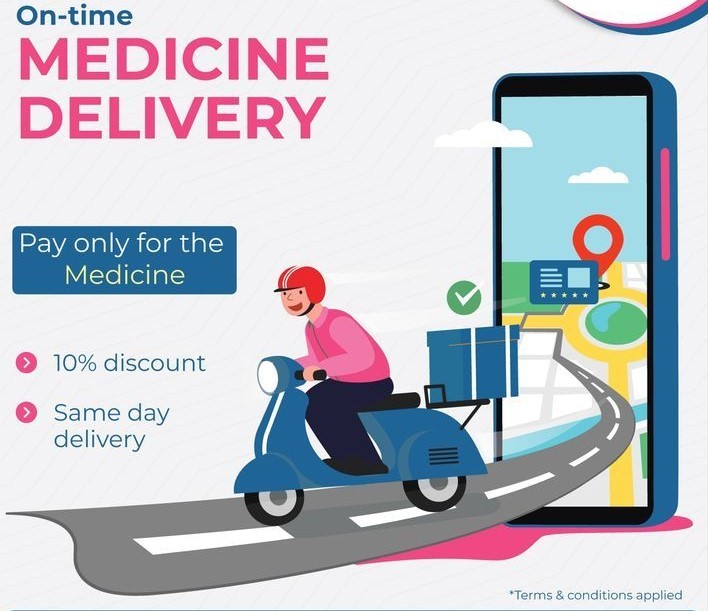 On-time
MEDICINE
DELIVERY
Pay only for the
Medicine
10% discount
Same day
delivery
*Terms & conditions applied